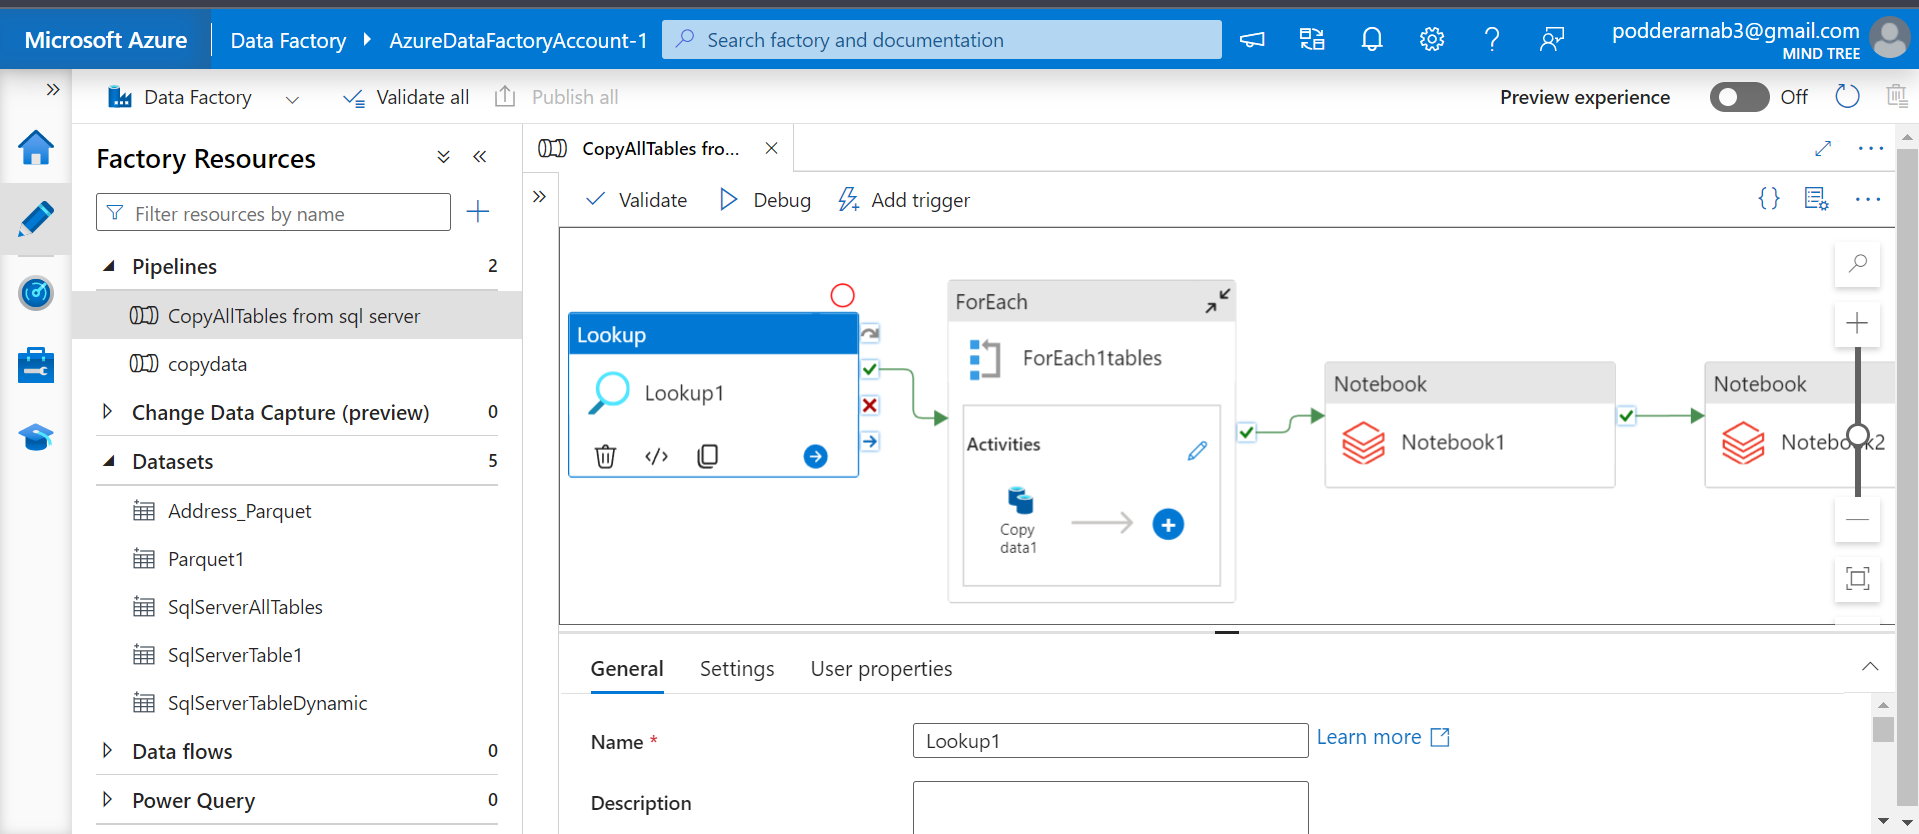 Microsoft Azure
Data Factory
AzureDataFactoryAccount-1
Search factory and documentation
podderarnab3@gmail.com
MIND TREE
Data Factory
Validate all
Publish all
Preview experience
Off
Factory Resources
Filter resources by name
Pipelines 2
CopyAllTables from sql server
copydata
Change Data Capture (preview) 0
Datasets 5
Address_Parquet
Parquet1
SqlServerAllTables
SqlServerTable1
SqlServerTableDynamic
Data flows 0
Power Query 0
CopyAllTables fro...
Validate
Debug
Add trigger
Lookup
Lookup1
ForEach
ForEach1tables
Activities
Copy
data1
Notebook
Notebook1
Notebook
Notebook2
General
Settings
User properties
Name *
Lookup1
Learn more
Description